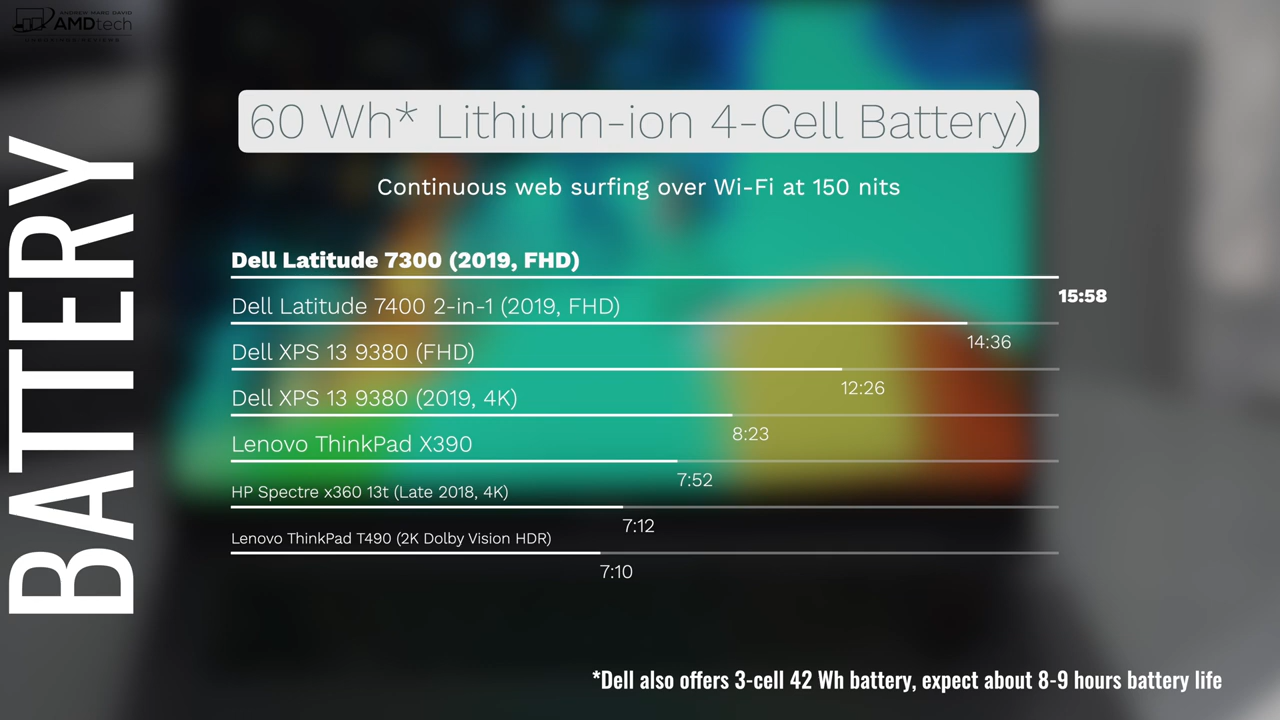 ANDREW MARC DAVID
AMDtech
BATTERY
60 Wh* Lithium-ion 4-Cell Battery)
Continuous web surfing over Wi-Fi at 150 nits
Dell Latitude 7300 (2019, FHD)
15:58
Dell Latitude 7400 2-in-1 (2019, FHD)
14:36
Dell XPS 13 9380 (FHD)
12:26
Dell XPS 13 9380 (2019, 4K)
8:23
Lenovo ThinkPad X390
7:52
HP Spectre x360 13t (Late 2018, 4K)
7:12
Lenovo ThinkPad T490 (2K Dolby Vision HDR)
7:10
*Dell also offers 3-cell 42 Wh battery, expect about 8-9 hours battery life